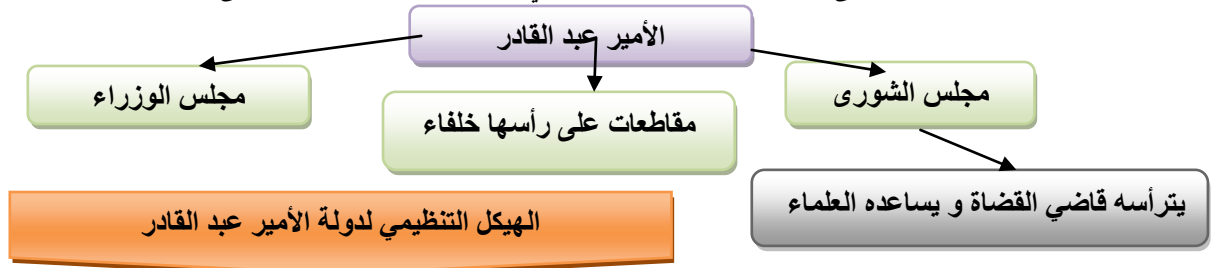 الأمير عبد القادر
مجلس الشورى
مقاطعات على رأسها خلفاء
مجلس الوزراء
يترأسه قاضي القضاة و يساعده العلماء
الهيكل التنظيمي لدولة الأمير عبد القادر